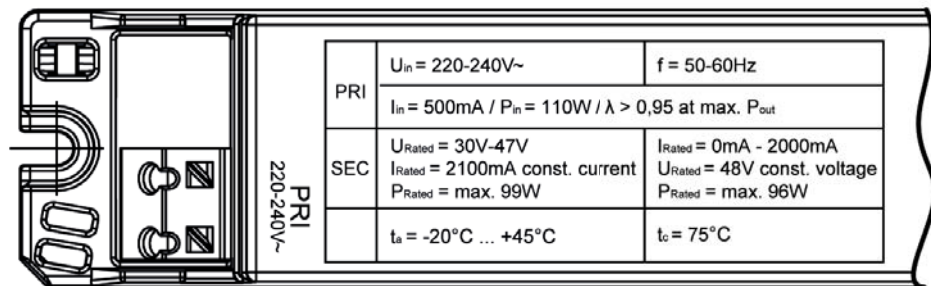 PRI
220-240V~
PRI
Uin = 220-240V~
f = 50-60Hz
Iin = 500mA / Pin = 110W / λ > 0,95 at max. Pout
SEC
URated = 30V-47V
IRated = 2100mA const. current
PRated = max. 99W
IRated = 0mA - 2000mA
URated = 48V const. voltage
PRated = max. 96W
ta = -20°C ... +45°C
tc = 75°C